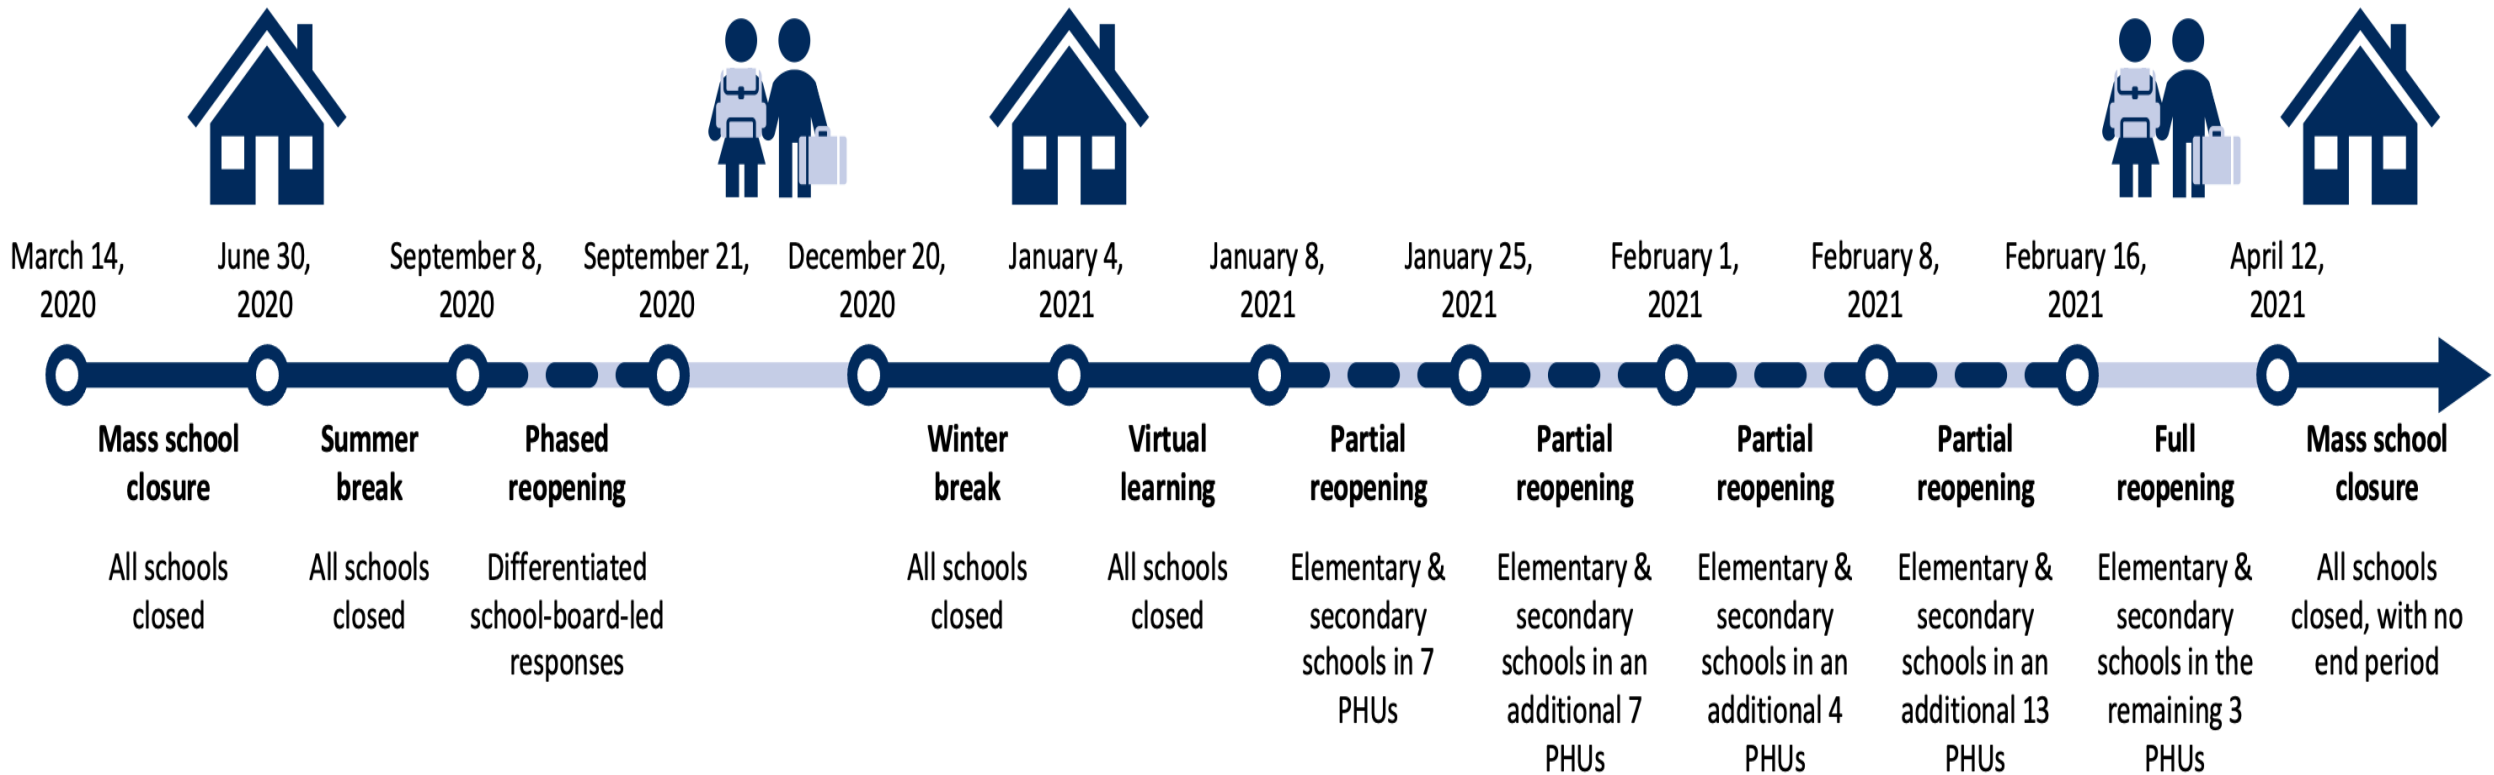 March 14,
2020
June 30,
2020
September 8,
2020
September 21,
2020
December 20,
2020
January 4,
2021
January 8,
2021
January 25,
2021
February 1,
2021
February 8,
2021
February 16,
2021
April 12,
2021
Mass school
closure
All schools
closed
Summer
break
All schools
closed
Phased
reopening
Differentiated
school-board-led
responses
Winter
break
All schools
closed
Virtual
learning
All schools
closed
Partial
reopening
Elementary &
secondary
schools in 7
PHUs
Partial
reopening
Elementary &
secondary
schools in an
additional 7
PHUs
Partial
reopening
Elementary &
secondary
schools in an
additional 4
PHUs
Partial
reopening
Elementary &
secondary
schools in an
additional 13
PHUs
Full
reopening
Elementary &
secondary
schools in the
remaining 3
PHUs
Mass school
closure
All schools
closed, with no
end period